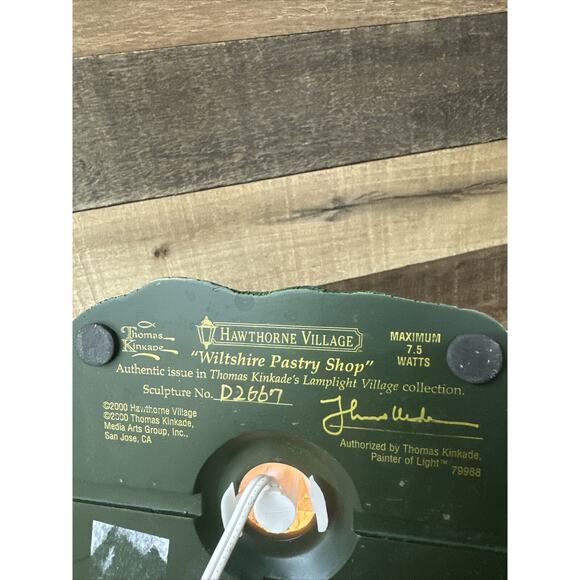 Thomas
Kinkade
HAWTHORNE VILLAGE
"Wiltshire Pastry Shop"
MAXIMUM
7.5
WATTS
Authentic issue in Thomas Kinkade's Lamplight Village collection.
Sculpture No. D2667
©2000 Hawthorne Village
©2000 Thomas Kinkade,
Media Arts Group, Inc.,
San Jose, CA
Authorized by Thomas Kinkade,
Painter of Light™ 79988